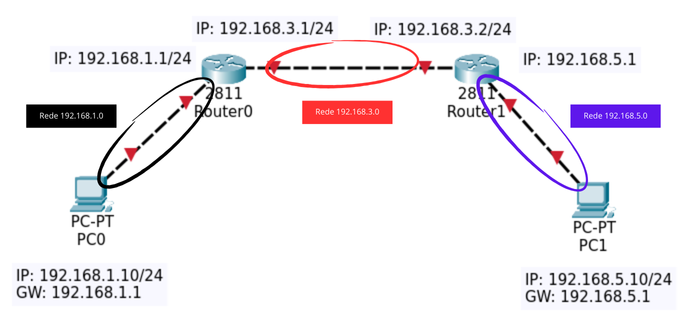 IP: 192.168.3.1/24
IP: 192.168.3.2/24
IP: 192.168.1.1/24
IP: 192.168.5.1
2811
Router0
2811
Router1
Rede 192.168.1.0
Rede 192.168.3.0
Rede 192.168.5.0
PC-PT
PC0
PC-PT
PC1
IP: 192.168.1.10/24
GW: 192.168.1.1
IP: 192.168.5.10/24
GW: 192.168.5.1